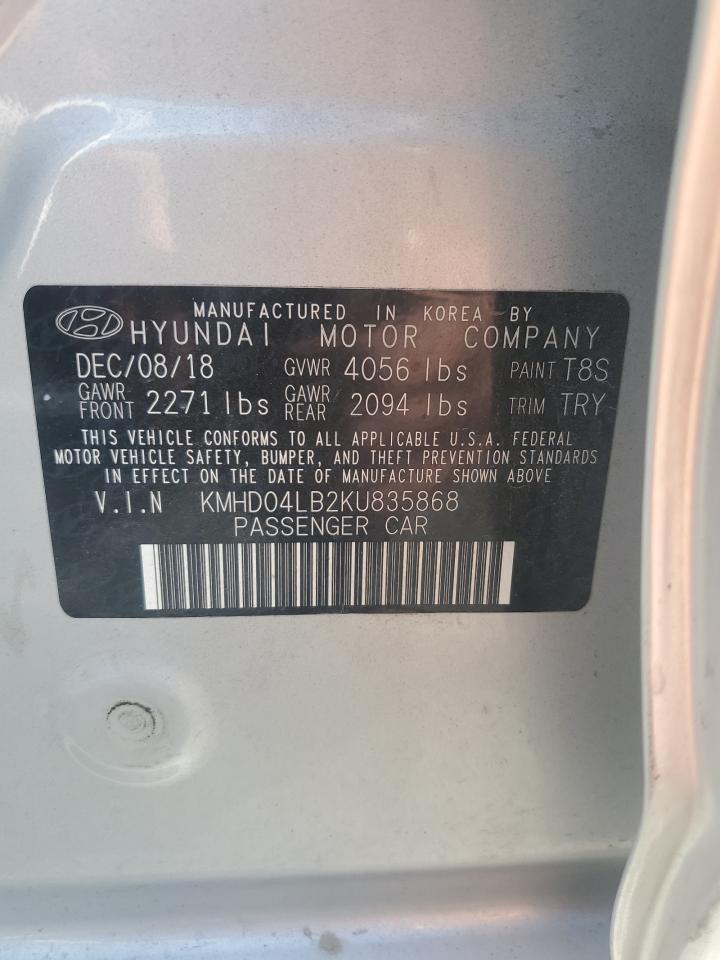 MANUFACTURED IN KOREA BY
HYUNDAI MOTOR COMPANY
DEC/08/18 GVWR 4056 lbs PAINT T8S
GAWR FRONT 2271 lbs GAWR REAR 2094 lbs TRIM TRY
THIS VEHICLE CONFORMS TO ALL APPLICABLE U.S.A. FEDERAL
MOTOR VEHICLE SAFETY, BUMPER, AND THEFT PREVENTION STANDARDS
IN EFFECT ON THE DATE OF MANUFACTURE SHOWN ABOVE
V.I.N KMHD04LB2KU835868
PASSENGER CAR